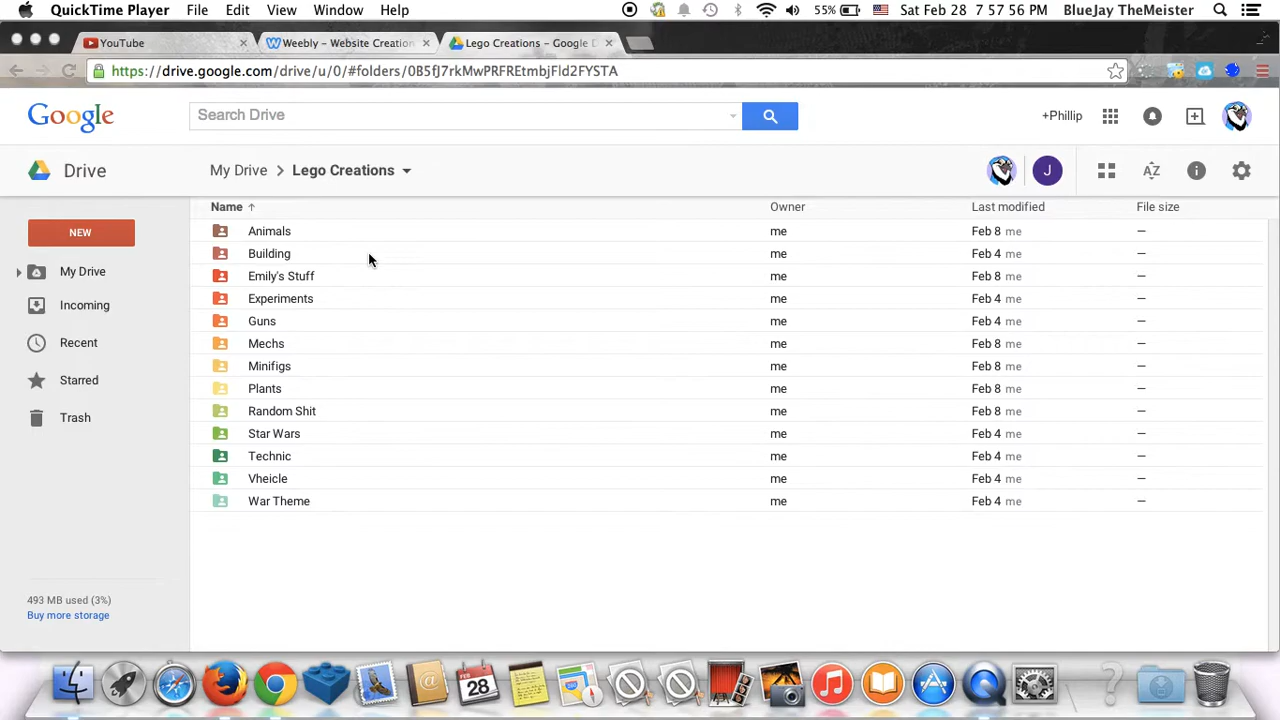 QuickTime Player File Edit View Window Help 55% Sat Feb 28 7 57 56 PM BlueJay TheMeister
YouTube Weebly - Website Creation Lego Creations - Google D
https://drive.google.com/drive/u/0/#folders/0B5fJ7rkMwPRFREtmbjFld2FYSTA
Google Search Drive +Phillip
Drive My Drive > Lego Creations J AZ
Name ↑ Owner Last modified File size
NEW
My Drive
Incoming
Recent
Starred
Trash
493 MB used (3%)
Buy more storage
Animals me Feb 8 me —
Building me Feb 4 me —
Emily's Stuff me Feb 8 me —
Experiments me Feb 4 me —
Guns me Feb 4 me —
Mechs me Feb 8 me —
Minifigs me Feb 8 me —
Plants me Feb 8 me —
Random Shit me Feb 8 me —
Star Wars me Feb 4 me —
Technic me Feb 4 me —
Vheicle me Feb 4 me —
War Theme me Feb 4 me —
28